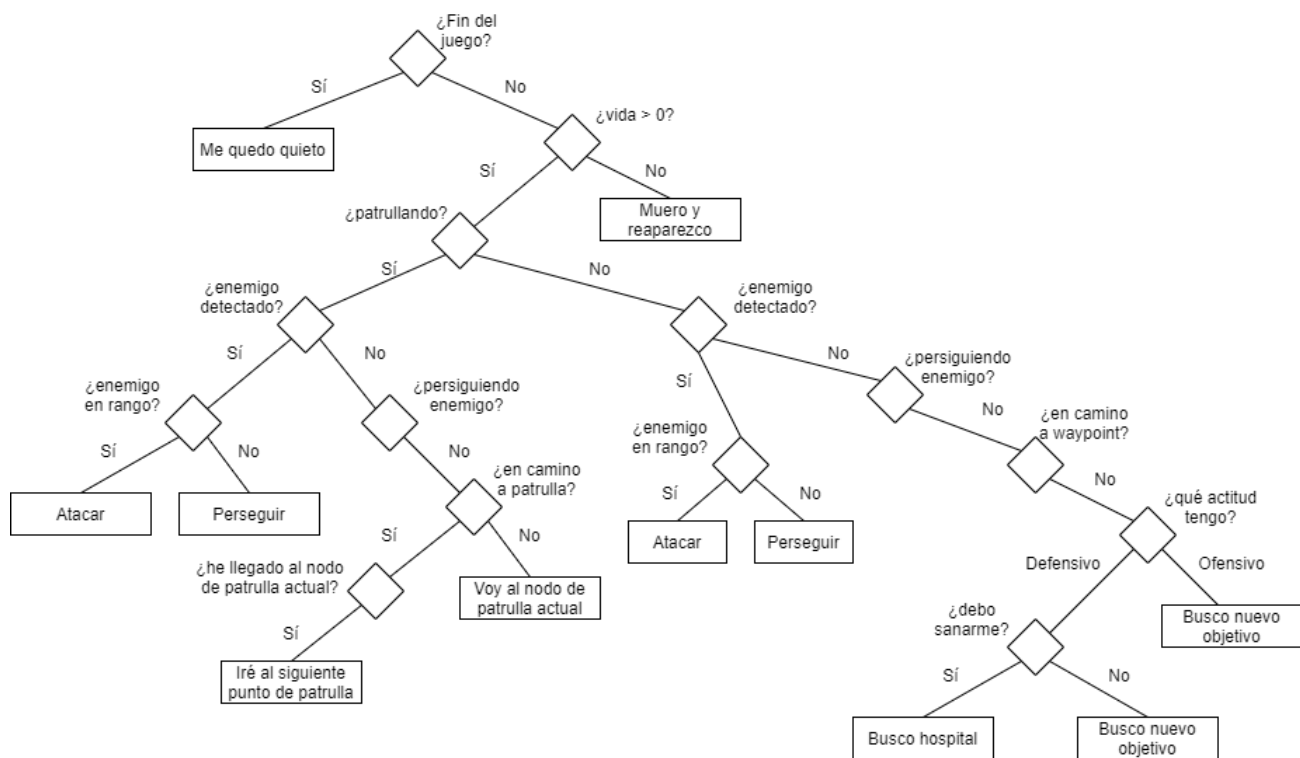 ¿Fin del
juego?
Sí
No
¿vida > 0?
Me quedo quieto
Sí
No
¿patrullando?
Muero y
reaparezco
Sí
No
¿enemigo
detectado?
¿enemigo
detectado?
Sí
No
Sí
No
¿persiguiendo
enemigo?
¿enemigo
en rango?
¿persiguiendo
enemigo?
No
¿en camino
a waypoint?
Sí
No
No
¿enemigo
en rango?
¿en camino
a patrulla?
No
¿qué actitud
tengo?
Sí
No
Atacar
Perseguir
Sí
No
Atacar
Perseguir
Defensivo
Ofensivo
¿he llegado al nodo
de patrulla actual?
Voy al nodo de
patrulla actual
¿debo
sanarme?
Busco nuevo
objetivo
Sí
Iré al siguiente
punto de patrulla
Sí
No
Busco hospital
Busco nuevo
objetivo